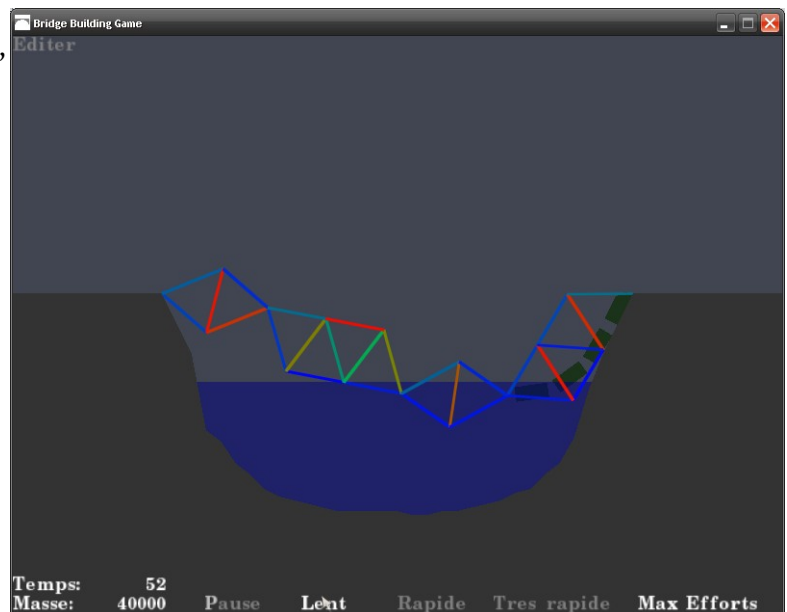 Bridge Building Game
Editer
,
Temps: 52
Masse: 40000 Pause Lent Rapide Tres rapide Max Efforts